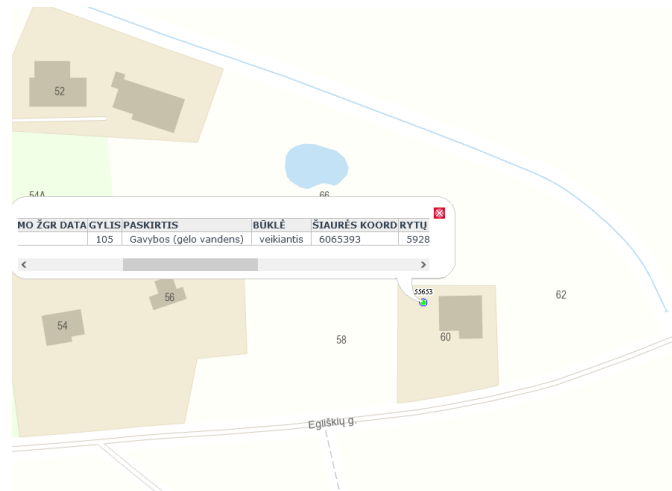 52
54A
66
MO ŽGR DATA GYLIS PASKIRTIS BŪKLĖ ŠIAURĖS KOORD RYTŲ
105 Gavybos (gėlo vandens) veikiantis 6065393 5928
55653
56
62
54
58
60
Egliškių g.